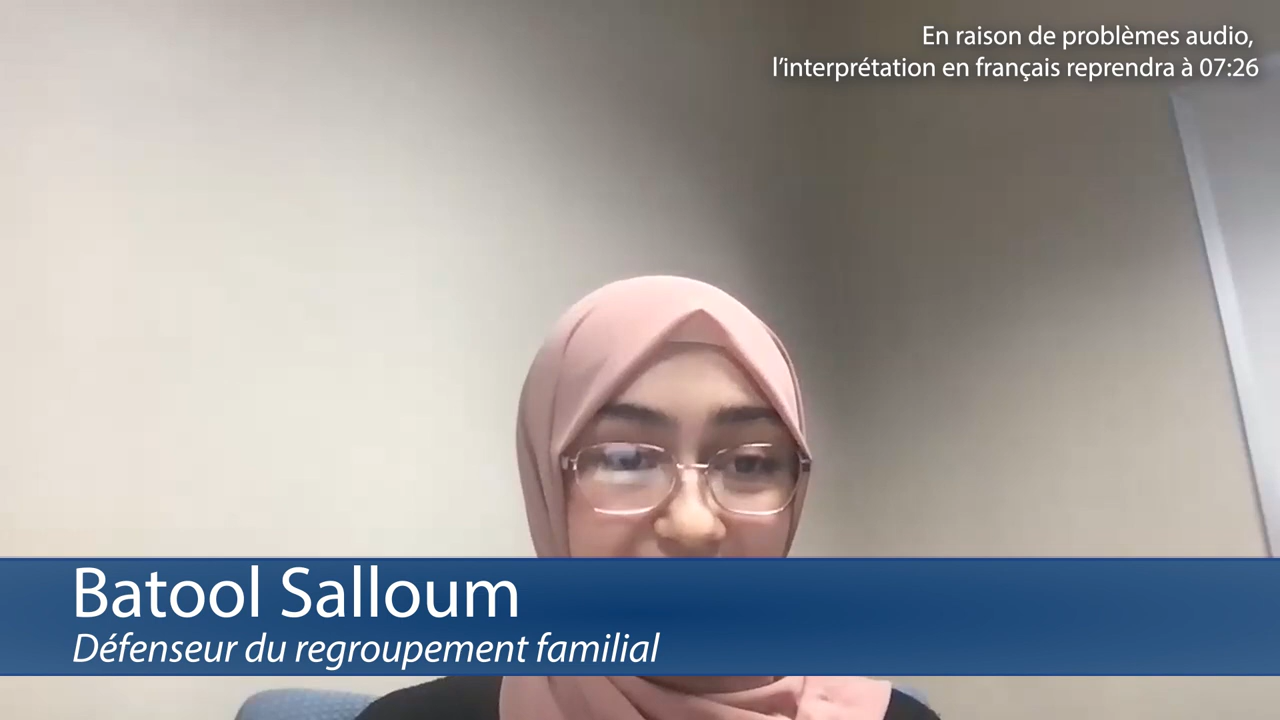 En raison de problèmes audio,
l’interprétation en français reprendra à 07:26
Batool Salloum
Défenseur du regroupement familial